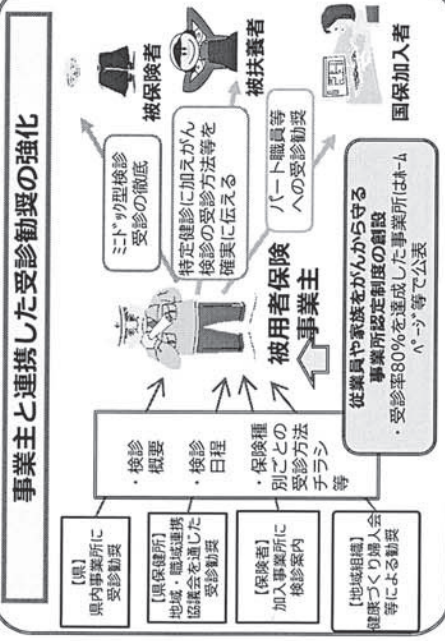 事業主と連携した受診勧奨の強化
【県】
県内事業所に
受診勧奨
【県保健所】
地域・職域連携
協議会を通じた
受診勧奨
【保険者】
加入事業所に
検診案内
【地域組織】
健康づくり婦人会
等による勧奨
・検診
概要
・検診
日程
・保険種
別ごとの
受診方法
チラシ
等
被用者保険
事業主
ミニドック型検診
受診の徹底
特定健診に加えがん
検診の受診方法等を
確実に伝える
パート職員等
への受診勧奨
被保険者
被扶養者
国保加入者
従業員や家族をがんから守る
事業所認定制度の創設
・受診率80%を達成した事業所はホーム
ページ等で公表